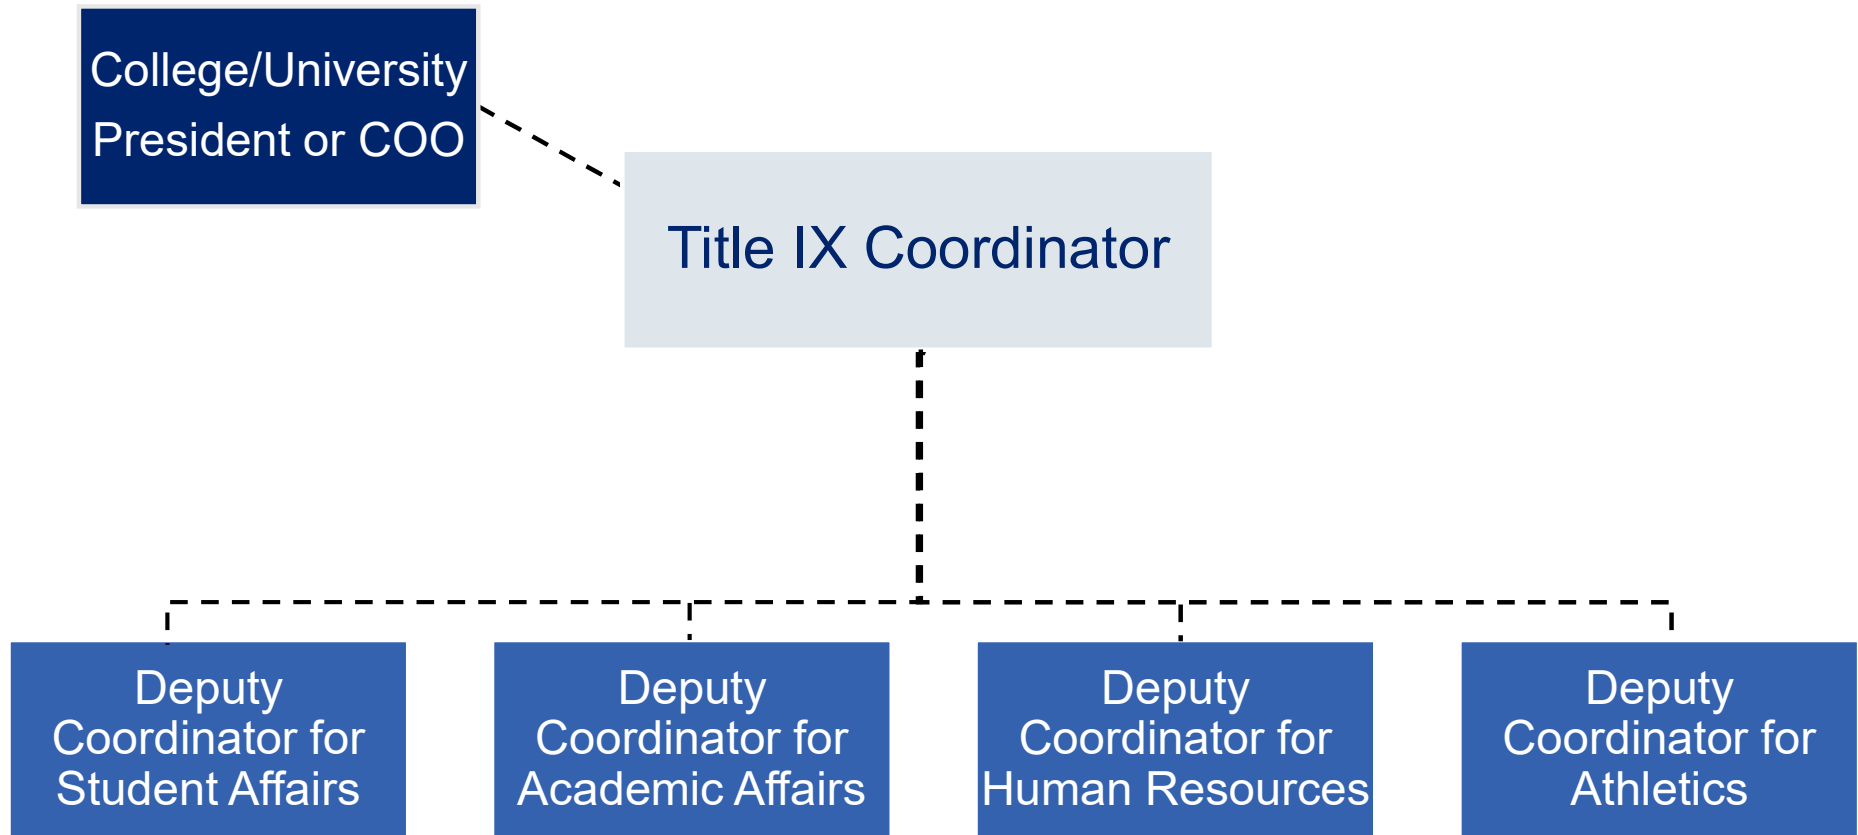 College/University
President or COO
Title IX Coordinator
Deputy
Coordinator for
Student Affairs
Deputy
Coordinator for
Academic Affairs
Deputy
Coordinator for
Human Resources
Deputy
Coordinator for
Athletics